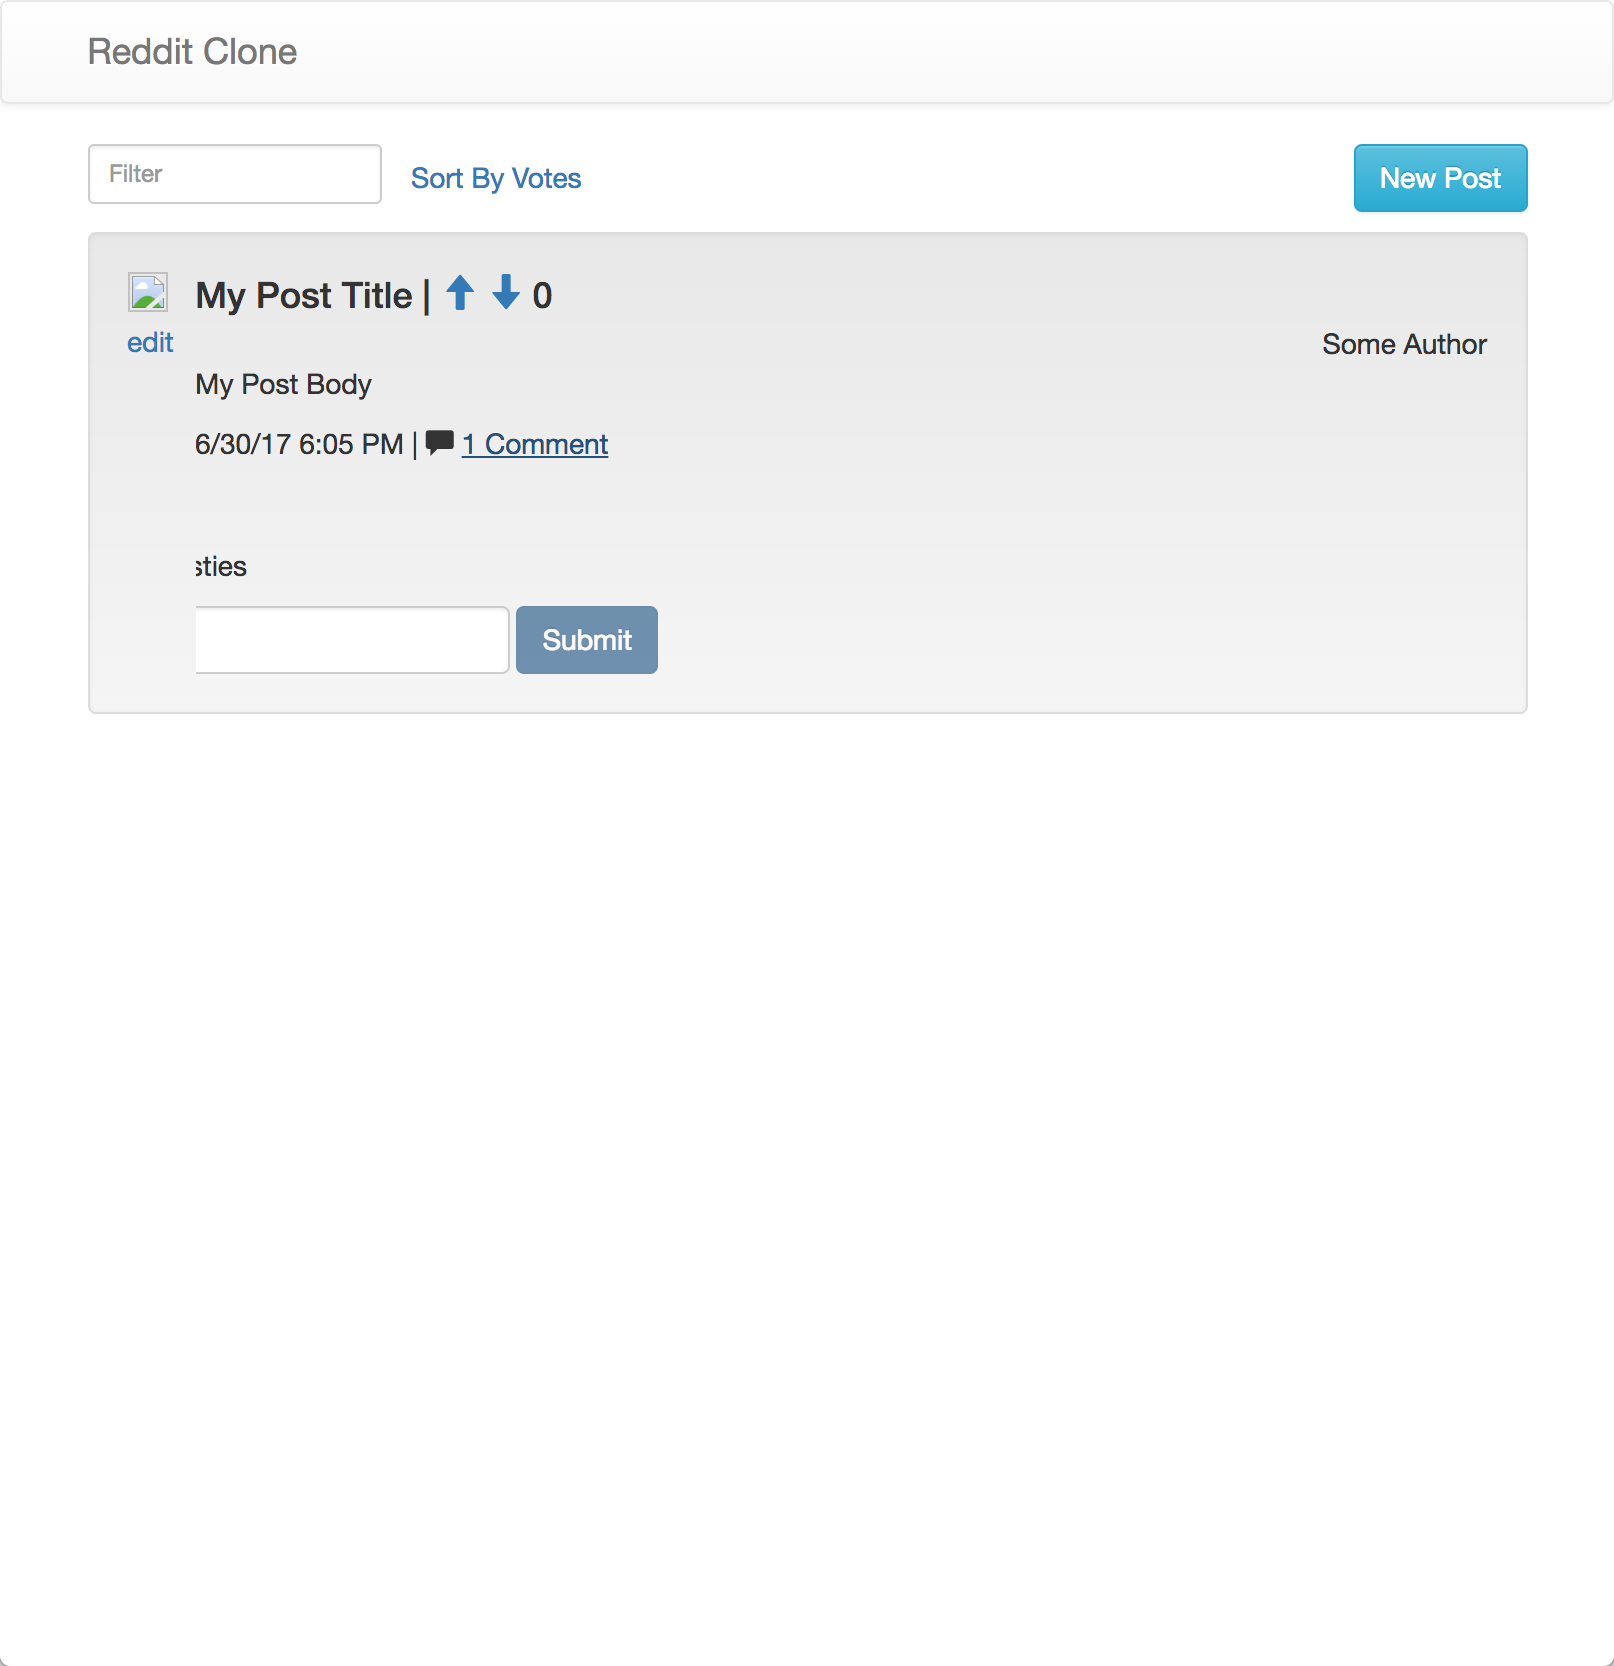 Reddit Clone
Filter
Sort By Votes
New Post
My Post Title | 0
edit
Some Author
My Post Body
6/30/17 6:05 PM | 1 Comment
sties
Submit